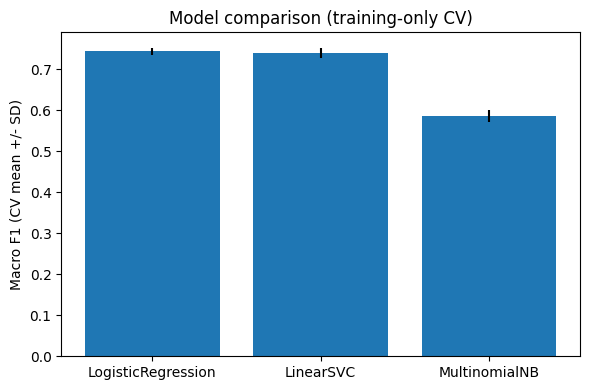 Model comparison (training-only CV)
Macro F1 (CV mean +/- SD)
0.7
0.6
0.5
0.4
0.3
0.2
0.1
0.0
LogisticRegression
LinearSVC
MultinomialNB